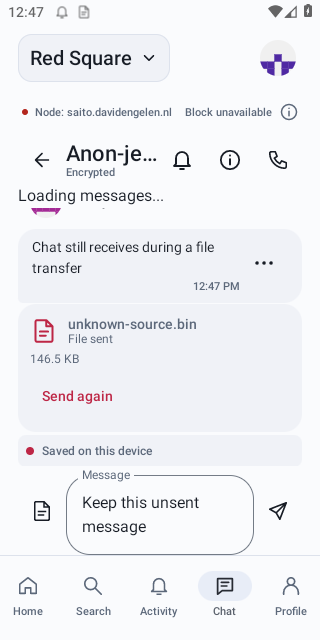 12:47
Red Square
Node: saito.davidengelen.nl Block unavailable
Anon-je...
Encrypted
Loading messages...
Chat still receives during a file
transfer
12:47 PM
unknown-source.bin
File sent
146.5 KB
Send again
Saved on this device
Message
Keep this unsent
message
Home Search Activity Chat Profile